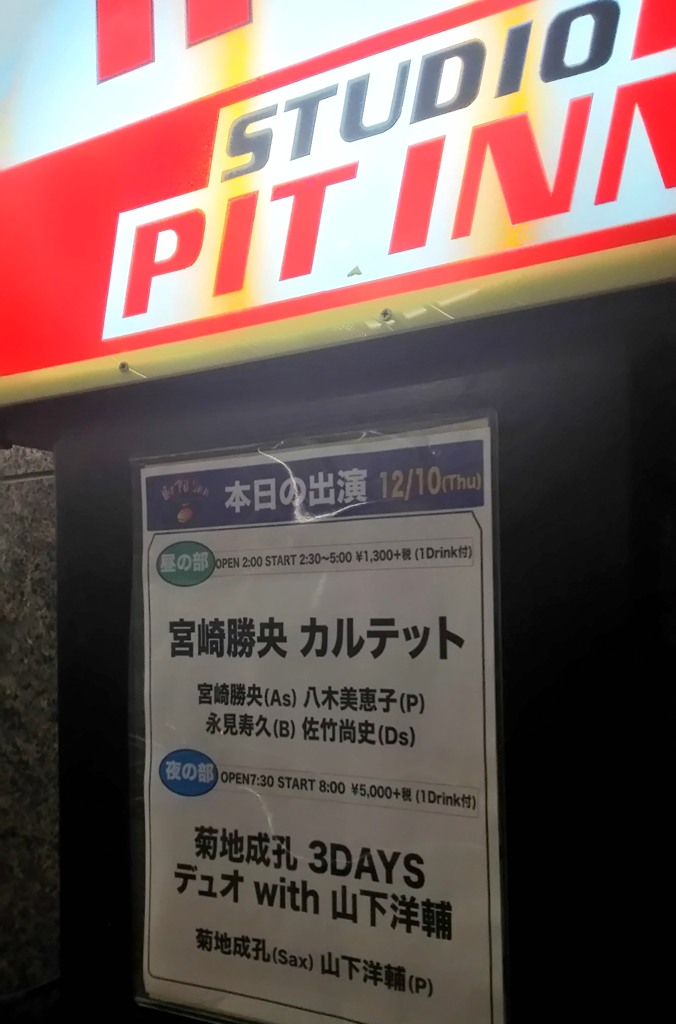 STUDIO
PIT INN
本日の出演 12/10(Thu)
昼の部 OPEN 2:00 START 2:30～5:00 ¥1,300+税 (1Drink付)
宮崎勝央 カルテット
宮崎勝央(As) 八木美恵子(P)
永見寿久(B) 佐竹尚史(Ds)
夜の部 OPEN7:30 START 8:00 ¥5,000+税 (1Drink付)
菊地成孔 3DAYS
デュオ with 山下洋輔
菊地成孔(Sax) 山下洋輔(P)